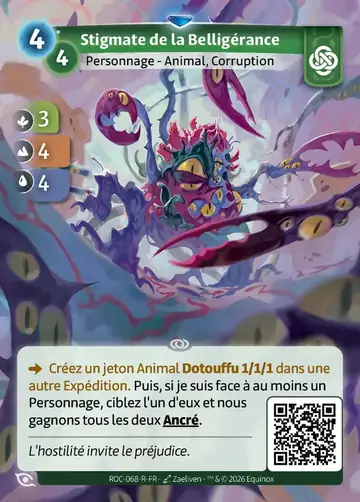 4
4
Stigmate de la Belligérance
Personnage - Animal, Corruption
3
4
4
Créez un jeton Animal Dotouffu 1/1/1 dans une
autre Expédition. Puis, si je suis face à au moins un
Personnage, ciblez l'un d'eux et nous
gagnons tous les deux Ancré.
L'hostilité invite le préjudice.
ROC-068-R-FR - Zaeliven - ™ & © 2026 Equinox